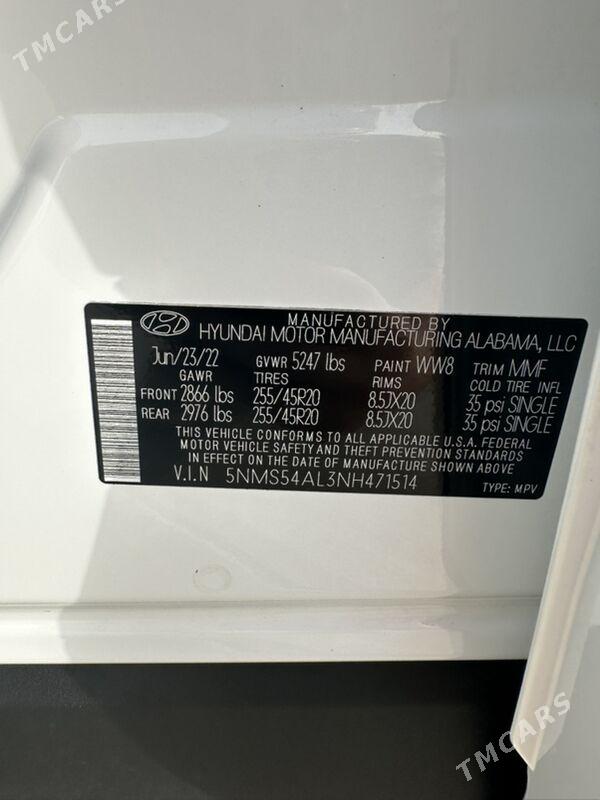 TMCARS
MANUFACTURED BY
HYUNDAI MOTOR MANUFACTURING ALABAMA, LLC
Jun/23/22 GVWR 5247 lbs PAINT WW8 TRIM MMF
GAWR TIRES RIMS COLD TIRE INFL
FRONT 2866 lbs 255/45R20 8.5JX20 35 psi SINGLE
REAR 2976 lbs 255/45R20 8.5JX20 35 psi SINGLE
THIS VEHICLE CONFORMS TO ALL APPLICABLE U.S.A. FEDERAL
MOTOR VEHICLE SAFETY AND THEFT PREVENTION STANDARDS
IN EFFECT ON THE DATE OF MANUFACTURE SHOWN ABOVE
V.I.N 5NMS54AL3NH471514 TYPE: MPV
TMCARS